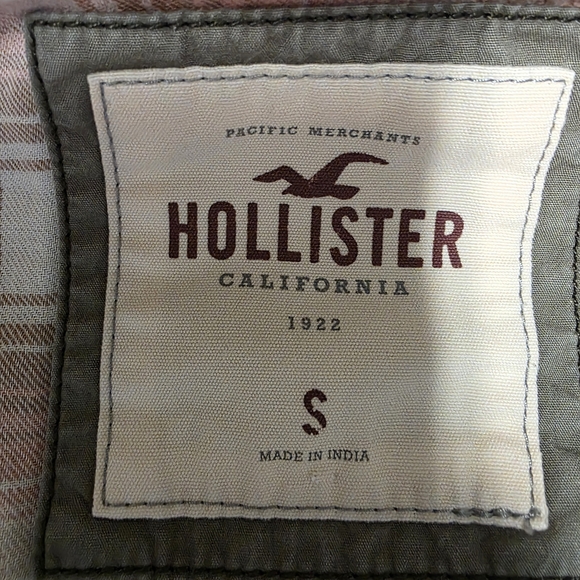 PACIFIC MERCHANTS
HOLLISTER
CALIFORNIA
1922
S
MADE IN INDIA